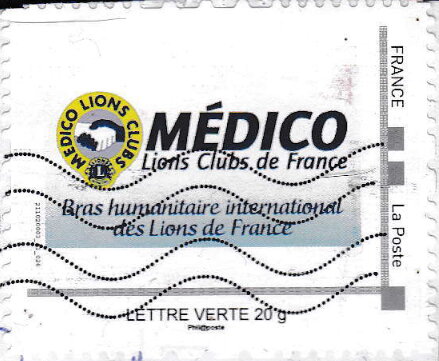 MÉDICO LIONS CLUBS
L
MÉDICO
Lions Clubs de France
Bras humanitaire international
des Lions de France
FRANCE
La Poste
LETTRE VERTE 20 g
Phil@poste